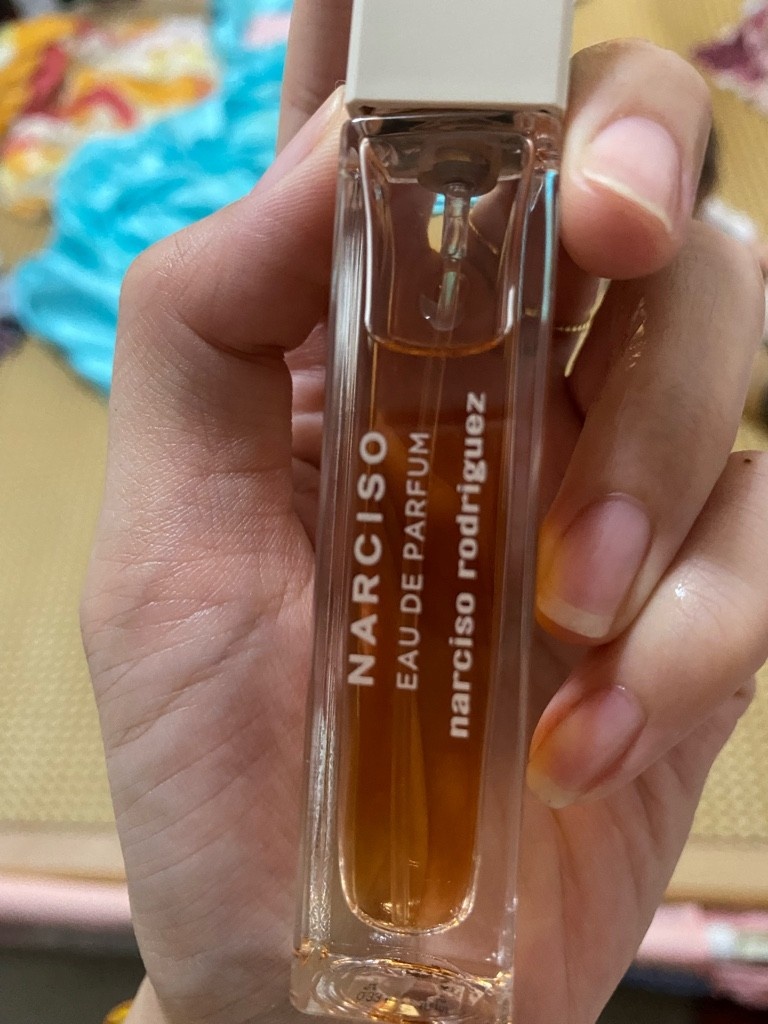 NARCISO
EAU DE PARFUM
narciso rodriguez